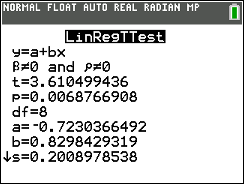 NORMAL FLOAT AUTO REAL RADIAN MP
LinRegTTest
y=a+bx
β≠0 and ρ≠0
t=3.610499436
p=0.0068766908
df=8
a=-0.7230366492
b=0.8298429319
↓s=0.2008978538